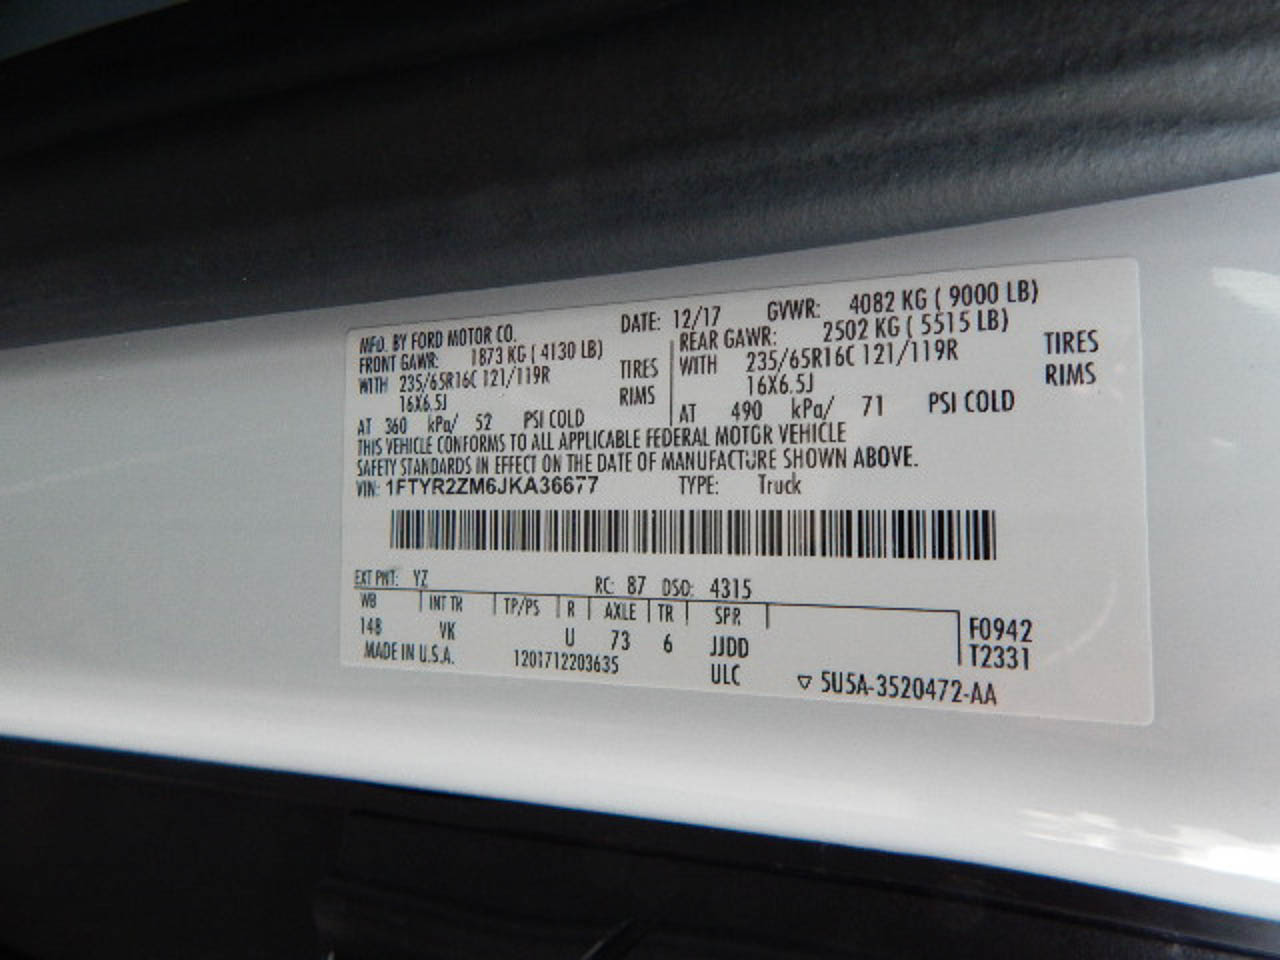 MFD. BY FORD MOTOR CO. DATE: 12/17 GVWR: 4082 KG ( 9000 LB)
FRONT GAWR: 1873 KG ( 4130 LB) REAR GAWR: 2502 KG ( 5515 LB)
WITH 235/65R16C 121/119R TIRES WITH 235/65R16C 121/119R TIRES
16X6.5J RIMS 16X6.5J RIMS
AT 360 kPa/ 52 PSI COLD AT 490 kPa/ 71 PSI COLD
THIS VEHICLE CONFORMS TO ALL APPLICABLE FEDERAL MOTOR VEHICLE
SAFETY STANDARDS IN EFFECT ON THE DATE OF MANUFACTURE SHOWN ABOVE.
VIN: 1FTYR2ZM6JKA36677 TYPE: Truck
EXT PNT: YZ RC: 87 DSO: 4315
WB INT TR TP/PS R AXLE TR SPR F0942
148 VK U 73 6 JJDD T2331
MADE IN U.S.A. 1201712203635 ULC ▽ 5U5A-3520472-AA